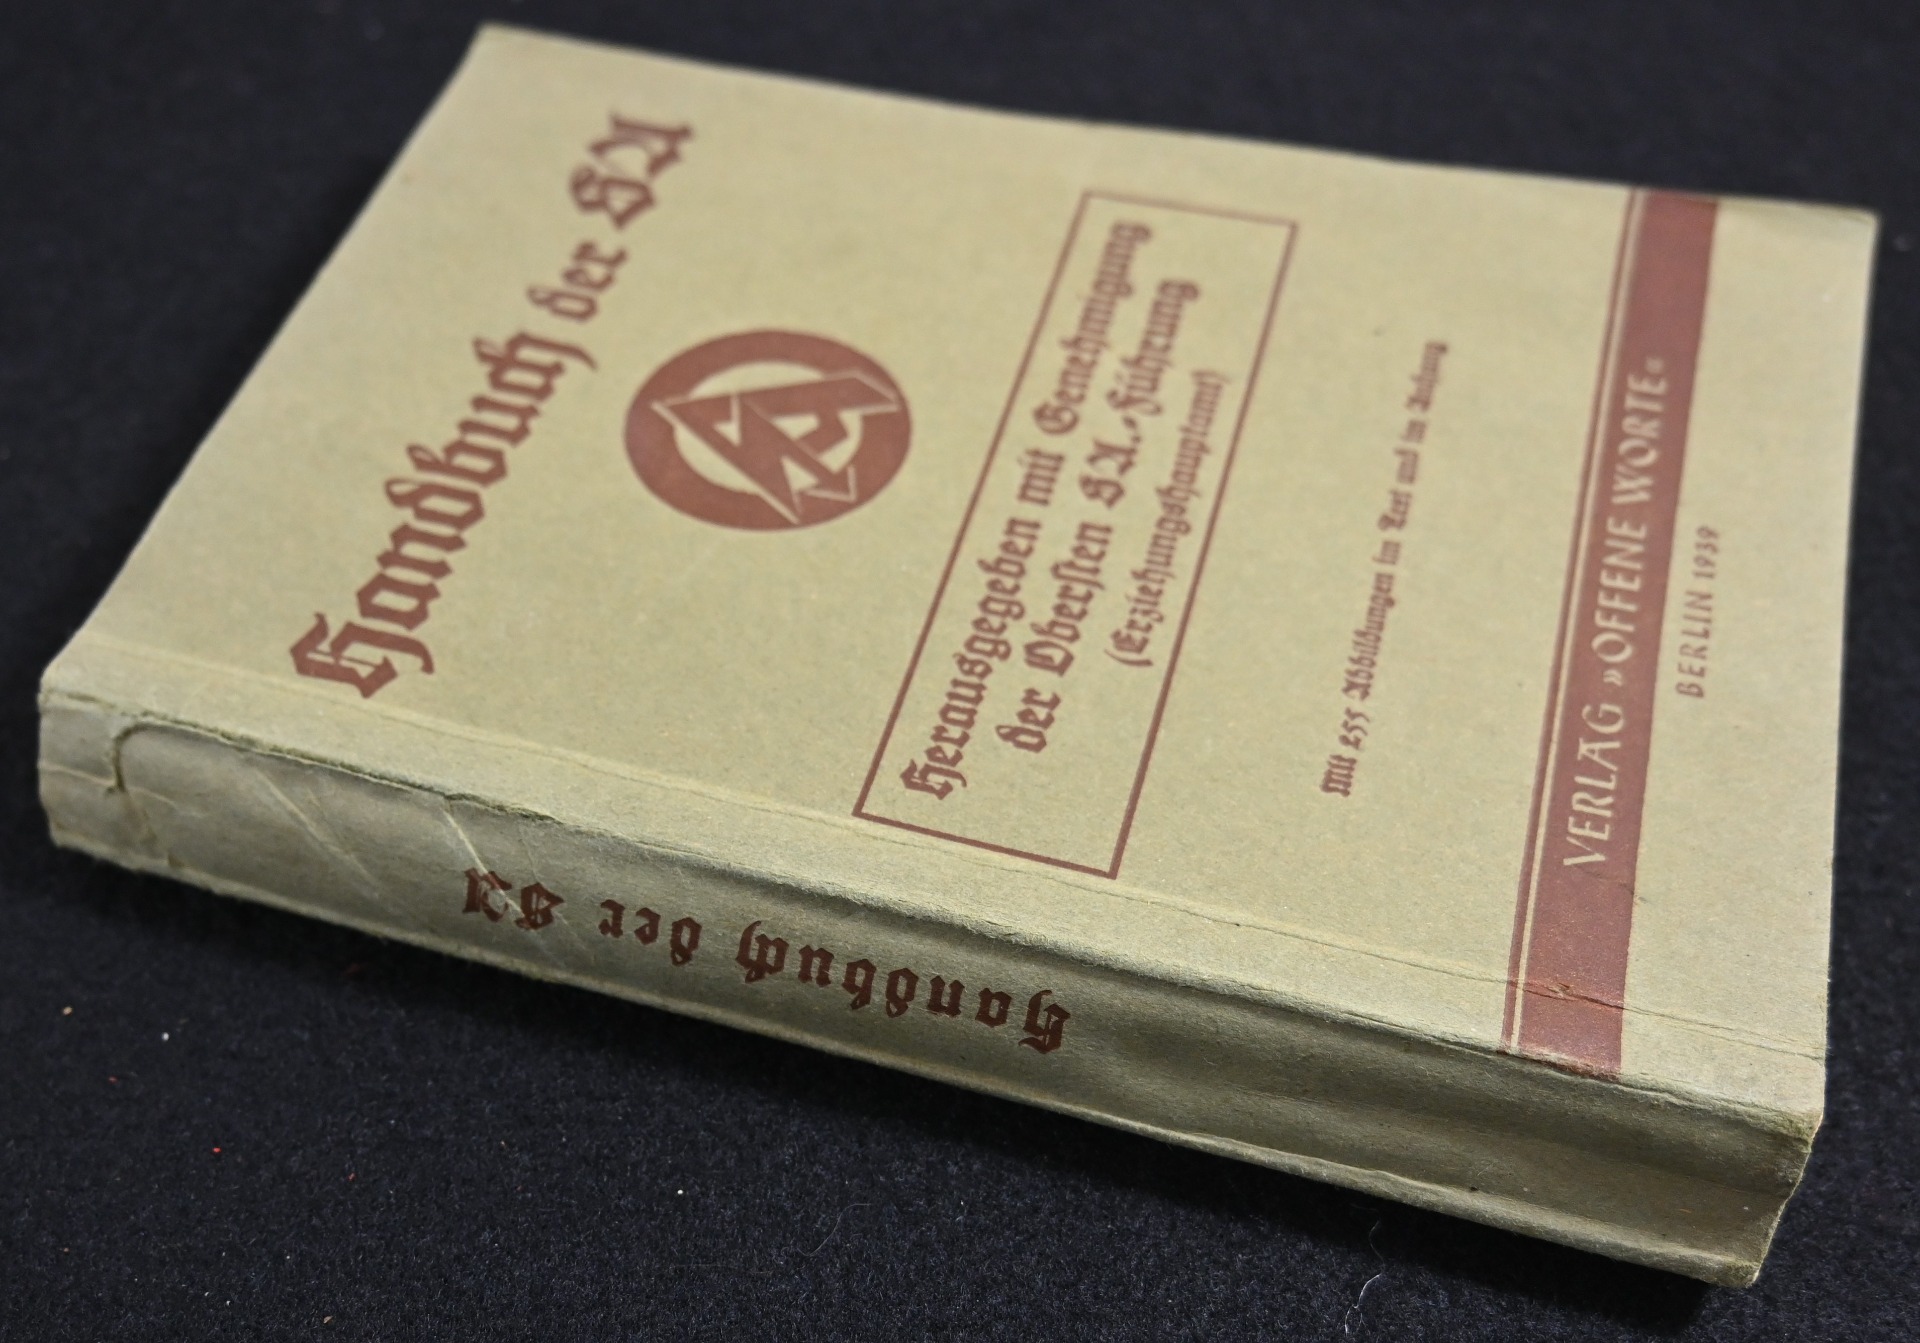 Handbuch der SA
SA
Herausgegeben mit Genehmigung
der Obersten SA.-Führung
(Erziehungshauptamt)
Mit 255 Abbildungen im Text und im Anhang
VERLAG »OFFENE WORTE«
BERLIN 1939
Handbuch der SA